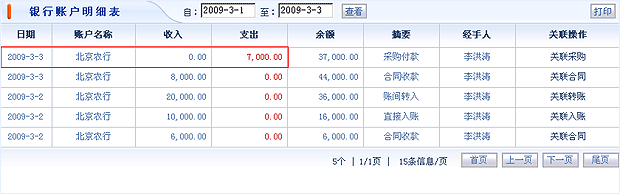 银行账户明细表 自: 2009-3-1 至: 2009-3-3 查看 打印
日期 账户名称 收入 支出 余额 摘要 经手人 关联操作
2009-3-3 北京农行 0.00 7,000.00 37,000.00 采购付款 李洪涛 关联采购
2009-3-3 北京农行 8,000.00 0.00 44,000.00 合同收款 李洪涛 关联合同
2009-3-2 北京农行 20,000.00 0.00 36,000.00 账间转入 李洪涛 关联转账
2009-3-2 北京农行 10,000.00 0.00 16,000.00 直接入账 李洪涛 关联入账
2009-3-2 北京农行 6,000.00 0.00 6,000.00 合同收款 李洪涛 关联合同
5个 | 1/1页 | 15条信息/页 首页 上一页 下一页 尾页